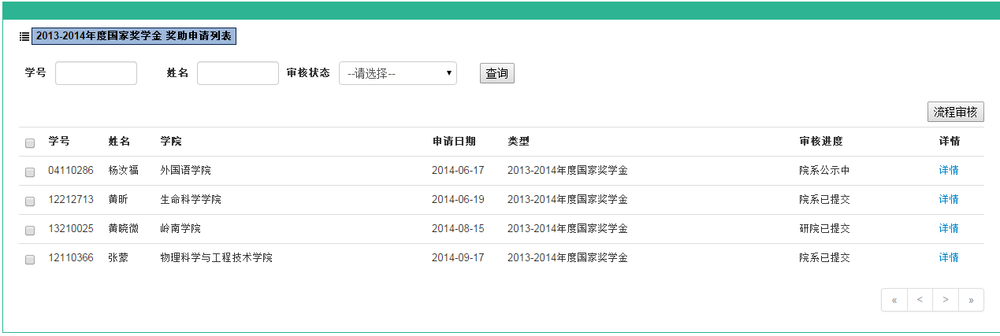 2013-2014年度国家奖学金 奖助申请列表
学号 姓名 审核状态 --请选择-- 查询
流程审核
学号 姓名 学院 申请日期 类型 审核进度 详情
04110286 杨汝福 外国语学院 2014-06-17 2013-2014年度国家奖学金 院系公示中 详情
12212713 黄昕 生命科学学院 2014-06-19 2013-2014年度国家奖学金 院系已提交 详情
13210025 黄晓微 岭南学院 2014-08-15 2013-2014年度国家奖学金 研院已提交 详情
12110366 张蒙 物理科学与工程技术学院 2014-09-17 2013-2014年度国家奖学金 院系已提交 详情
« < > »